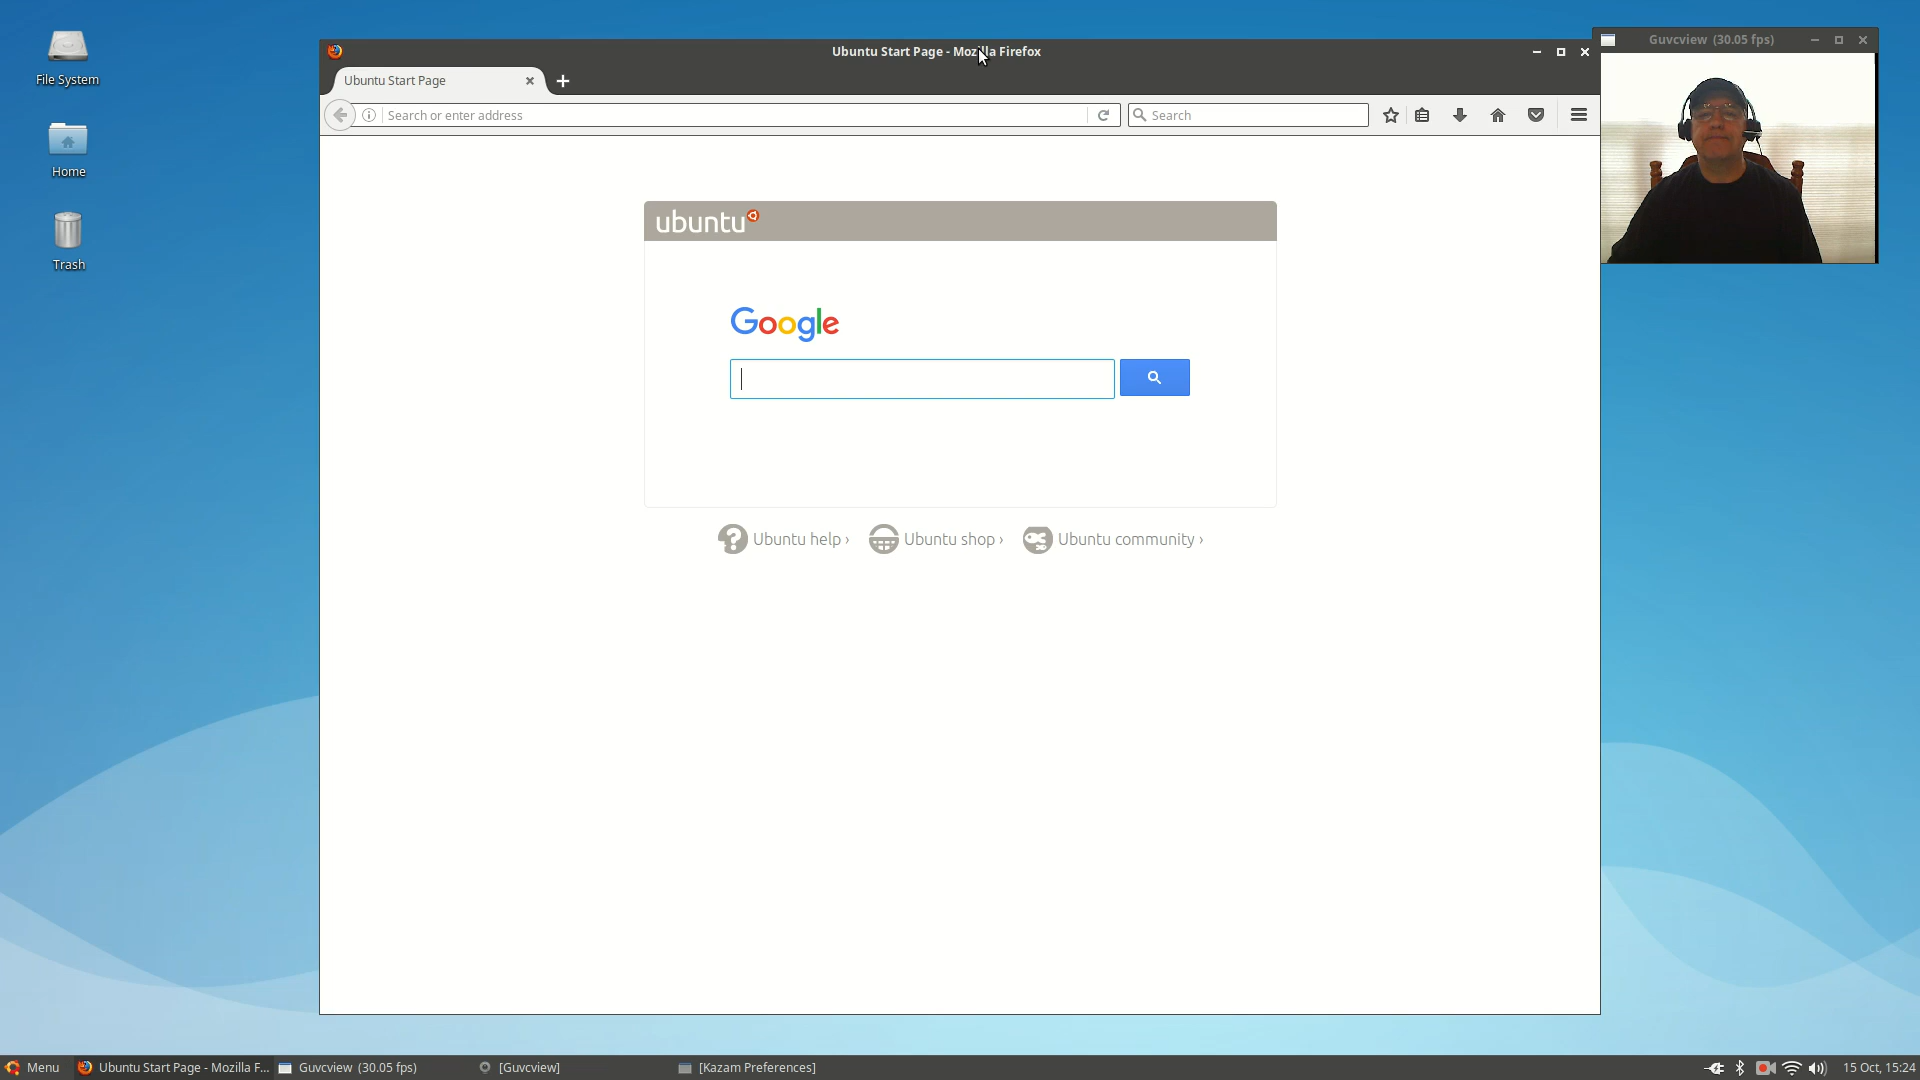 File System
Home
Trash
Ubuntu Start Page - Mozilla Firefox
Ubuntu Start Page
Search or enter address
Search
Guvcview (30.05 fps)
ubuntu
Google
Ubuntu help ›
Ubuntu shop ›
Ubuntu community ›
Menu
Ubuntu Start Page - Mozilla F...
Guvcview (30.05 fps)
[Guvcview]
[Kazam Preferences]
15 Oct, 15:24